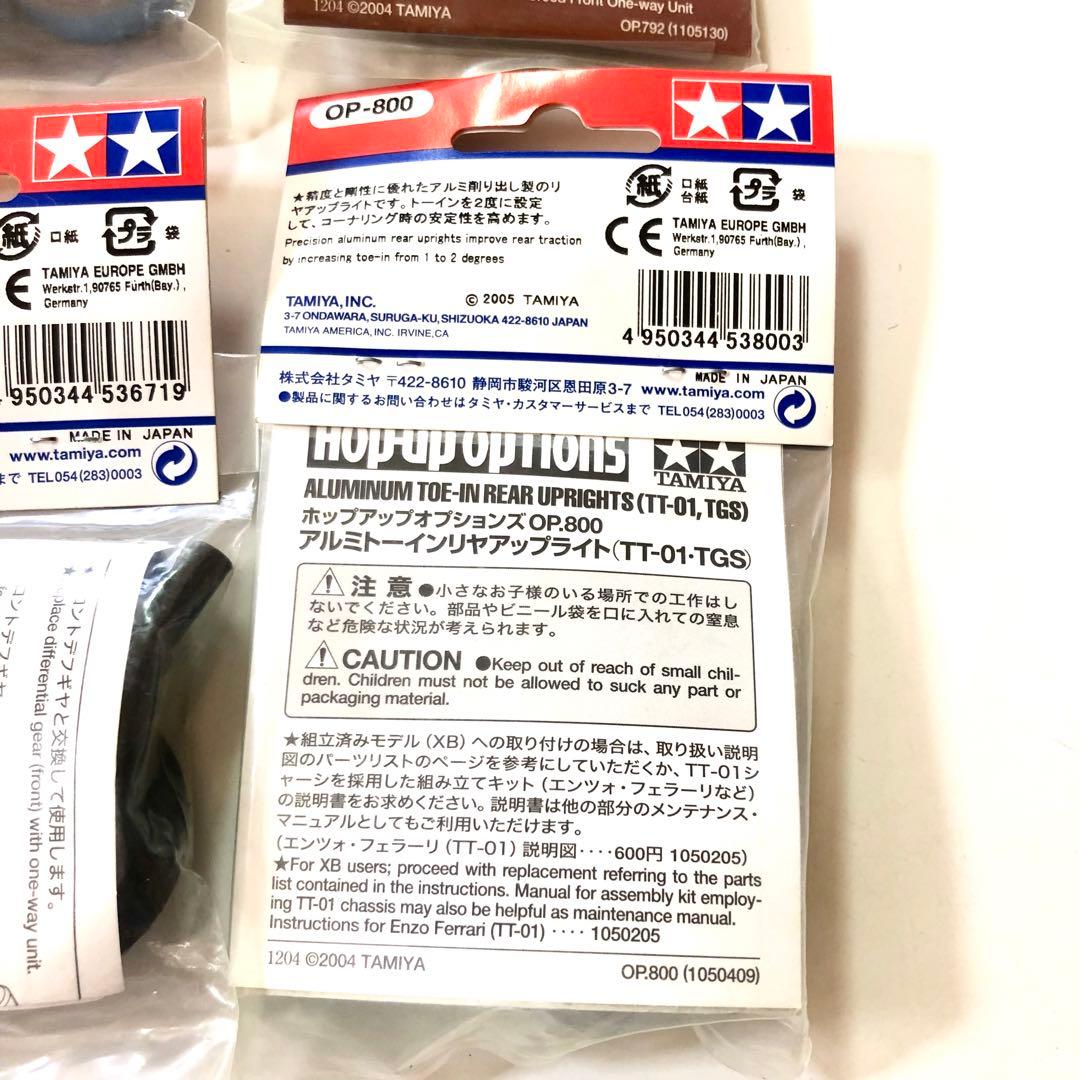 1204 ©2004 TAMIYA
Front One-way Unit
OP.792 (1105130)
OP-800
★精度と剛性に優れたアルミ削り出し製のリ
ヤアップライトです。トーインを2度に設定
して、コーナリング時の安定性を高めます。
Precision aluminum rear uprights improve rear traction
by increasing toe-in from 1 to 2 degrees
紙
口紙
台紙
プラ
袋
CE
TAMIYA EUROPE GMBH
Werkstr.1,90765 Furth(Bay.) ,
Germany
TAMIYA,INC.
© 2005 TAMIYA
3-7 ONDAWARA, SURUGA-KU, SHIZUOKA 422-8610 JAPAN
TAMIYA AMERICA, INC. IRVINE,CA
4 950344 538003
MADE IN JAPAN
株式会社タミヤ 〒422-8610 静岡市駿河区恩田原3-7 www.tamiya.com
●製品に関するお問い合わせはタミヤ・カスタマーサービスまで TEL054(283)0003
紙
口紙
プラ
袋
CE
TAMIYA EUROPE GMBH
Werkstr.1,90765 Fürth(Bay.) ,
Germany
4950344 536719
MADE IN JAPAN
www.tamiya.com
まで TEL054(283)0003
Hop-Up Options
TAMIYA
ALUMINUM TOE-IN REAR UPRIGHTS (TT-01, TGS)
ホップアップオプションズ OP.800
アルミトーインリヤアップライト(TT-01・TGS)
注意 ●小さなお子様のいる場所での工作はし
ないでください。部品やビニール袋を口に入れての窒息
など危険な状況が考えられます。
CAUTION ●Keep out of reach of small chil-
dren. Children must not be allowed to suck any part or
packaging material.
★組立済みモデル(XB)への取り付けの場合は、取り扱い説明
図のパーツリストのページを参考にしていただくか、TT-01シ
ャーシを採用した組み立てキット(エンツォ・フェラーリなど)
の説明書をお求めください。説明書は他の部分のメンテナンス・
マニュアルとしてもご利用いただけます。
(エンツォ・フェラーリ(TT-01)説明図‥‥600円 1050205)
★For XB users; proceed with replacement referring to the parts
list contained in the instructions. Manual for assembly kit employ-
ing TT-01 chassis may also be helpful as maintenance manual.
Instructions for Enzo Ferrari (TT-01) ‥‥ 1050205
1204 ©2004 TAMIYA
OP.800 (1050409)
ントデフギヤと交換して使用します。
place differential gear (front) with one-way unit.